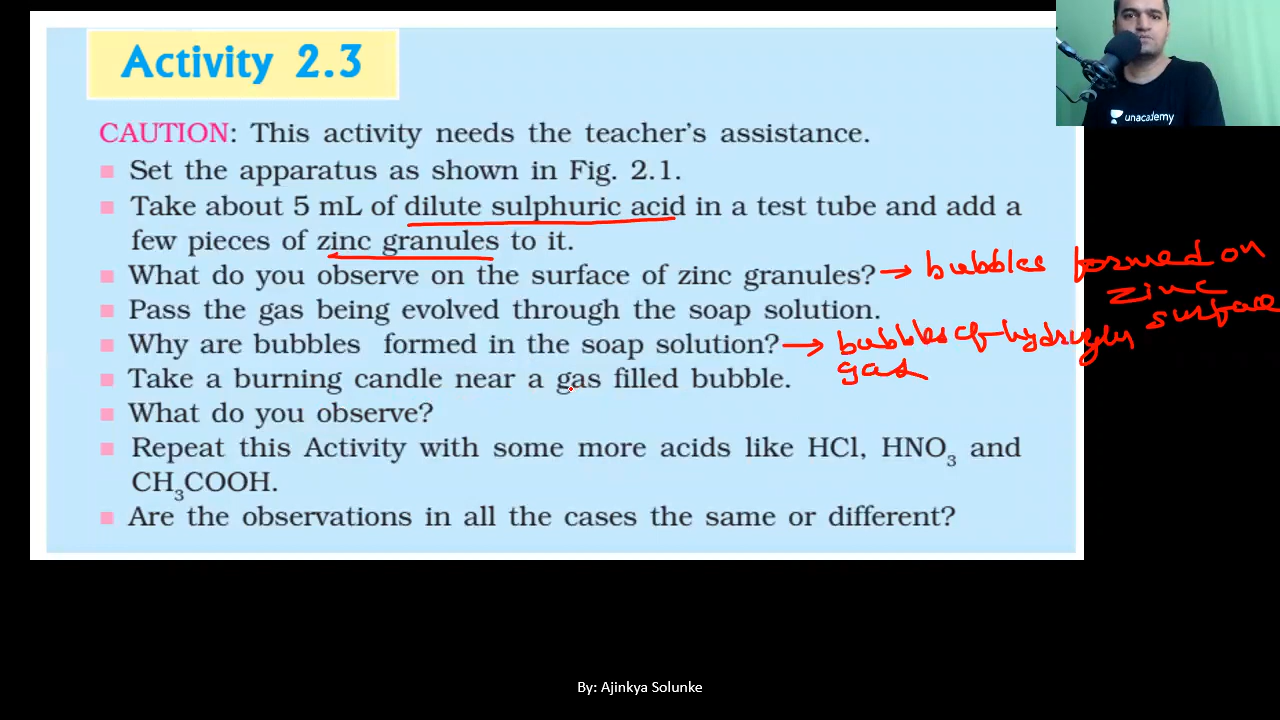 Activity 2.3
unacademy
CAUTION: This activity needs the teacher's assistance.
Set the apparatus as shown in Fig. 2.1.
Take about 5 mL of dilute sulphuric acid in a test tube and add a
few pieces of zinc granules to it.
What do you observe on the surface of zinc granules? → bubbles formed on
zinc
surface
Pass the gas being evolved through the soap solution.
Why are bubbles formed in the soap solution? → bubbles of hydrogen
gas
Take a burning candle near a gas filled bubble.
What do you observe?
Repeat this Activity with some more acids like HCl, HNO₃ and
CH₃COOH.
Are the observations in all the cases the same or different?
By: Ajinkya Solunke